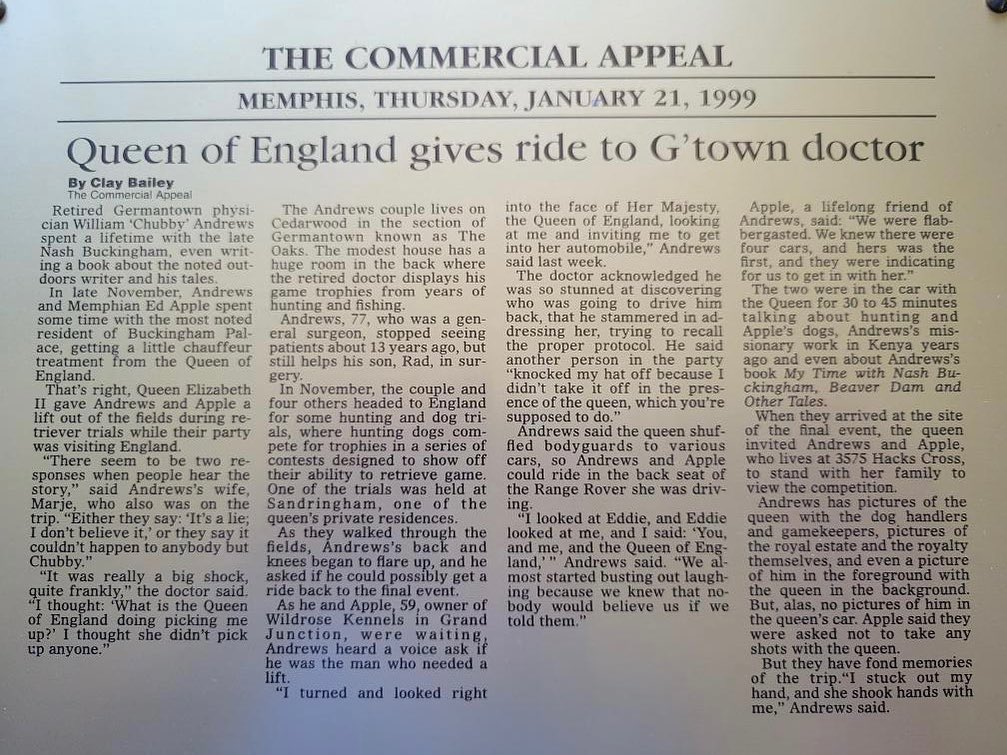 THE COMMERCIAL APPEAL
MEMPHIS, THURSDAY, JANUARY 21, 1999
Queen of England gives ride to G'town doctor
By Clay Bailey
The Commercial Appeal
Retired Germantown physi-
cian William 'Chubby' Andrews
spent a lifetime with the late
Nash Buckingham, even writ-
ing a book about the noted out-
doors writer and his tales.
In late November, Andrews
and Memphian Ed Apple spent
some time with the most noted
resident of Buckingham Pal-
ace, getting a little chauffeur
treatment from the Queen of
England.
That's right, Queen Elizabeth
II gave Andrews and Apple a
lift out of the fields during re-
triever trials while their party
was visiting England.
"There seem to be two re-
sponses when people hear the
story," said Andrews's wife,
Marje, who also was on the
trip. "Either they say: 'It's a lie;
I don't believe it,' or they say it
couldn't happen to anybody but
Chubby."
"It was really a big shock,
quite frankly," the doctor said.
"I thought: 'What is the Queen
of England doing picking me
up?' I thought she didn't pick
up anyone."
The Andrews couple lives on
Cedarwood in the section of
Germantown known as The
Oaks. The modest house has a
huge room in the back where
the retired doctor displays his
game trophies from years of
hunting and fishing.
Andrews, 77, who was a gen-
eral surgeon, stopped seeing
patients about 13 years ago, but
still helps his son, Rad, in sur-
gery.
In November, the couple and
four others headed to England
for some hunting and dog tri-
als, where hunting dogs com-
pete for trophies in a series of
contests designed to show off
their ability to retrieve game.
One of the trials was held at
Sandringham, one of the
queen's private residences.
As they walked through the
fields, Andrews's back and
knees began to flare up, and he
asked if he could possibly get a
ride back to the final event.
As he and Apple, 59, owner of
Wildrose Kennels in Grand
Junction, were waiting,
Andrews heard a voice ask if
he was the man who needed a
lift.
"I turned and looked right
into the face of Her Majesty,
the Queen of England, looking
at me and inviting me to get
into her automobile," Andrews
said last week.
The doctor acknowledged he
was so stunned at discovering
who was going to drive him
back, that he stammered in ad-
dressing her, trying to recall
the proper protocol. He said
another person in the party
"knocked my hat off because I
didn't take it off in the pres-
ence of the queen, which you're
supposed to do."
Andrews said the queen shuf-
fled bodyguards to various
cars, so Andrews and Apple
could ride in the back seat of
the Range Rover she was driv-
ing.
"I looked at Eddie, and Eddie
looked at me, and I said: 'You,
and me, and the Queen of Eng-
land,' " Andrews said. "We al-
most started busting out laugh-
ing because we knew that no-
body would believe us if we
told them."
Apple, a lifelong friend of
Andrews, said: "We were flab-
bergasted. We knew there were
four cars, and hers was the
first, and they were indicating
for us to get in with her."
The two were in the car with
the Queen for 30 to 45 minutes
talking about hunting and
Apple's dogs, Andrews's mis-
sionary work in Kenya years
ago and even about Andrews's
book My Time with Nash Bu-
ckingham, Beaver Dam and
Other Tales.
When they arrived at the site
of the final event, the queen
invited Andrews and Apple,
who lives at 3575 Hacks Cross,
to stand with her family to
view the competition.
Andrews has pictures of the
queen with the dog handlers
and gamekeepers, pictures of
the royal estate and the royalty
themselves, and even a picture
of him in the foreground with
the queen in the background.
But, alas, no pictures of him in
the queen's car. Apple said they
were asked not to take any
shots with the queen.
But they have fond memories
of the trip."I stuck out my
hand, and she shook hands with
me," Andrews said.